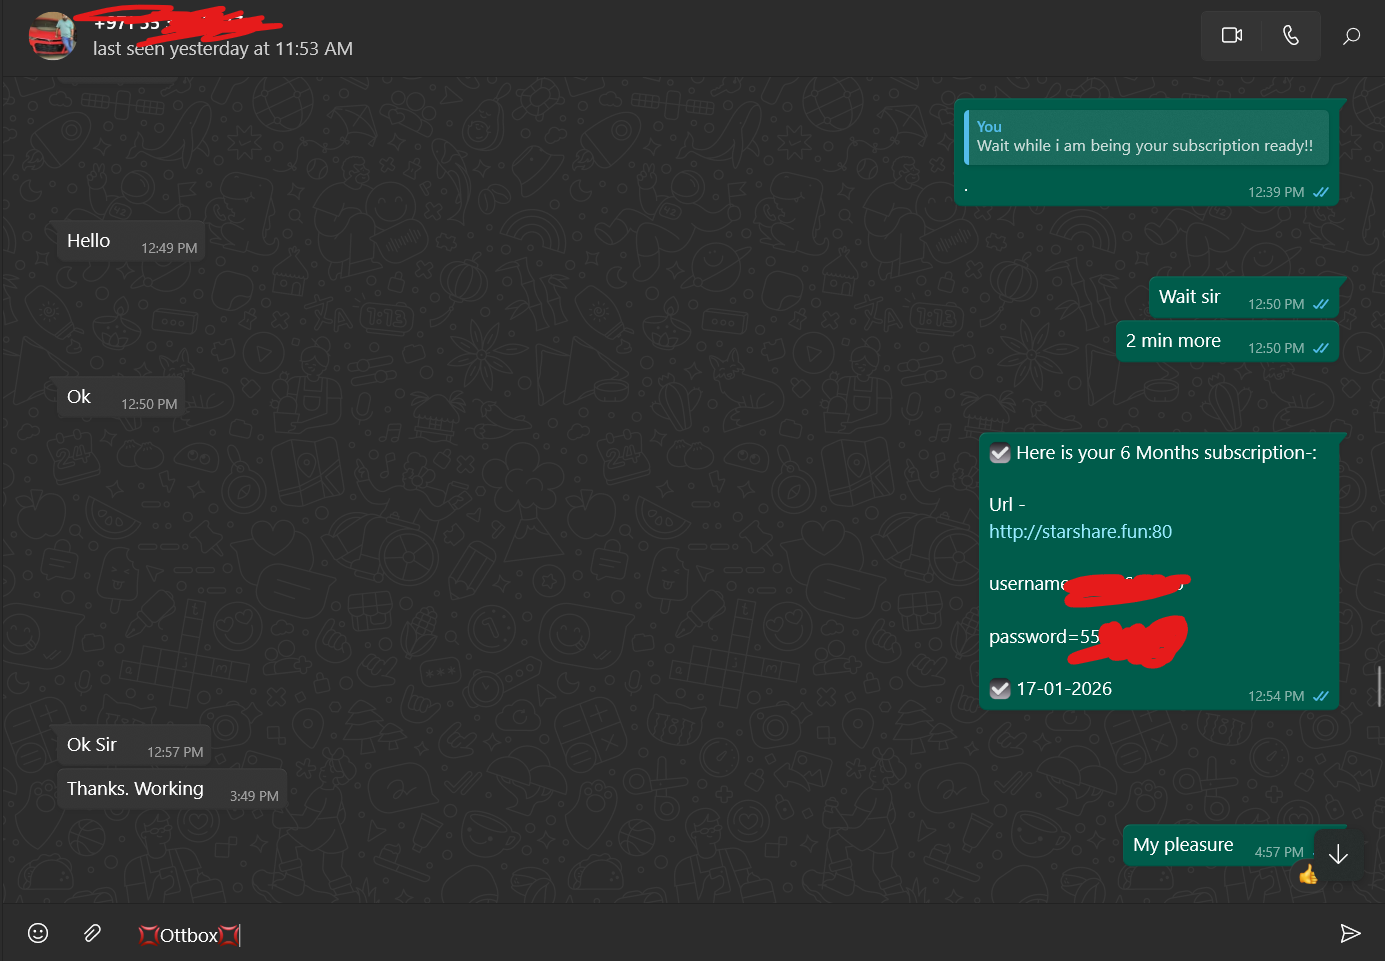 +971 55
last seen yesterday at 11:53 AM
You
Wait while i am being your subscription ready!!
.
12:39 PM
Hello
12:49 PM
Wait sir
12:50 PM
2 min more
12:50 PM
Ok
12:50 PM
Here is your 6 Months subscription-:
Url -
http://starshare.fun:80
username
password=55
17-01-2026
12:54 PM
Ok Sir
12:57 PM
Thanks. Working
3:49 PM
My pleasure
4:57 PM
Ottbox